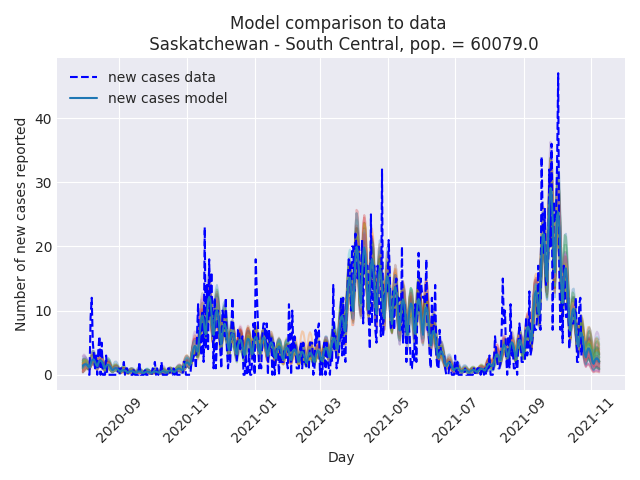 Model comparison to data
Saskatchewan - South Central, pop. = 60079.0
new cases data
new cases model
Number of new cases reported
40
30
20
10
0
2020-09
2020-11
2021-01
2021-03
2021-05
2021-07
2021-09
2021-11
Day